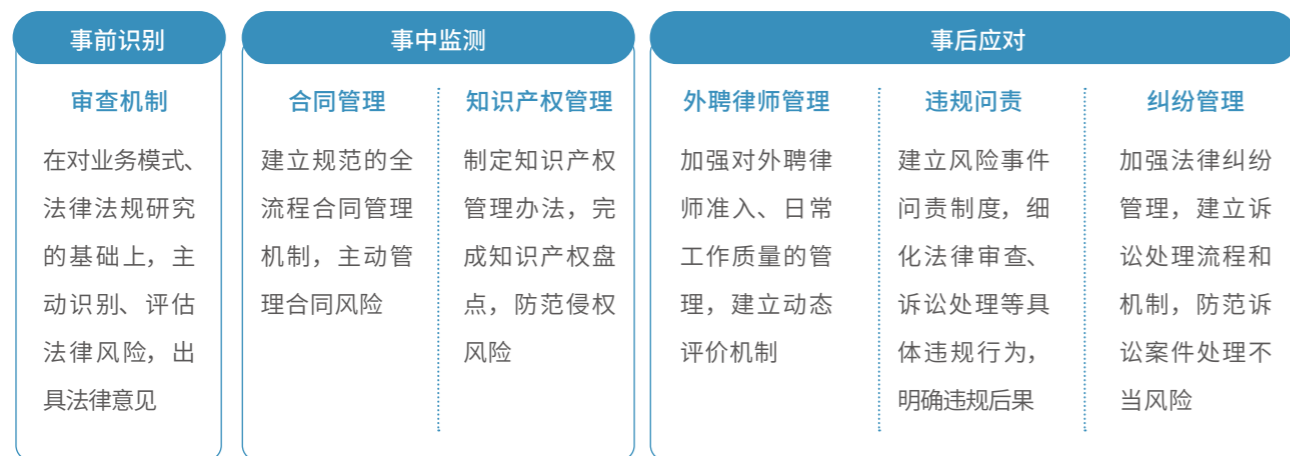 事前识别
审查机制
在对业务模式、
法律法规研究
的基础上，主
动识别、评估
法律风险，出
具法律意见
事中监测
合同管理
建立规范的全
流程合同管理
机制，主动管
理合同风险
知识产权管理
制定知识产权
管理办法，完
成知识产权盘
点，防范侵权
风险
事后应对
外聘律师管理
加强对外聘律
师准入、日常
工作质量的管
理，建立动态
评价机制
违规问责
建立风险事件
问责制度，细
化法律审查、
诉讼处理等具
体违规行为，
明确违规后果
纠纷管理
加强法律纠纷
管理，建立诉
讼处理流程和
机制，防范诉
讼案件处理不
当风险